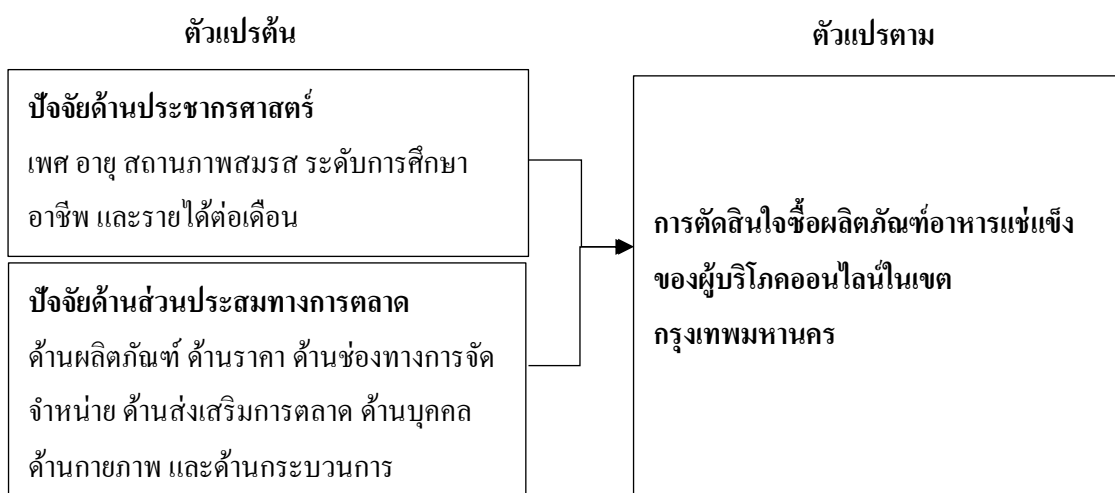 ตัวแปรต้น
ปัจจัยด้านประชากรศาสตร์
เพศ อายุ สถานภาพสมรส ระดับการศึกษา
อาชีพ และรายได้ต่อเดือน
ปัจจัยด้านส่วนประสมทางการตลาด
ด้านผลิตภัณฑ์ ด้านราคา ด้านช่องทางการจัด
จำหน่าย ด้านส่งเสริมการตลาด ด้านบุคคล
ด้านกายภาพ และด้านกระบวนการ
ตัวแปรตาม
การตัดสินใจซื้อผลิตภัณฑ์อาหารแช่แข็ง
ของผู้บริโภคออนไลน์ในเขต
กรุงเทพมหานคร